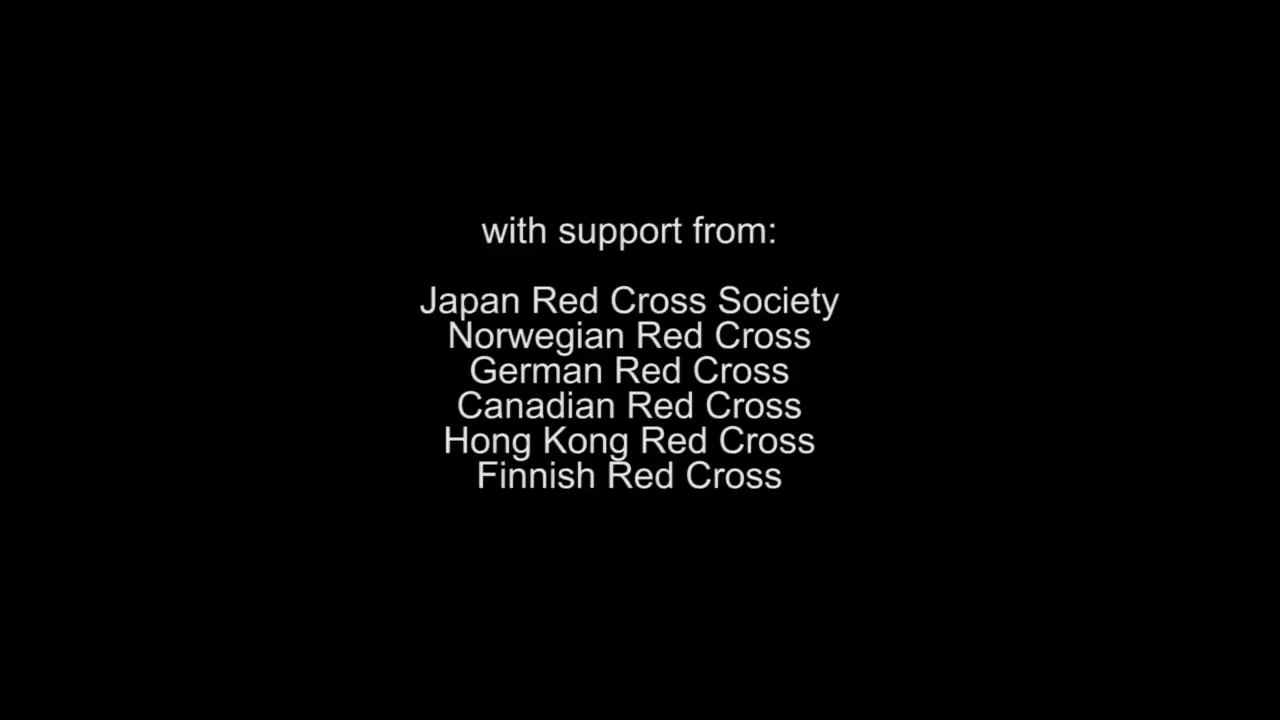 with support from:
Japan Red Cross Society
Norwegian Red Cross
German Red Cross
Canadian Red Cross
Hong Kong Red Cross
Finnish Red Cross